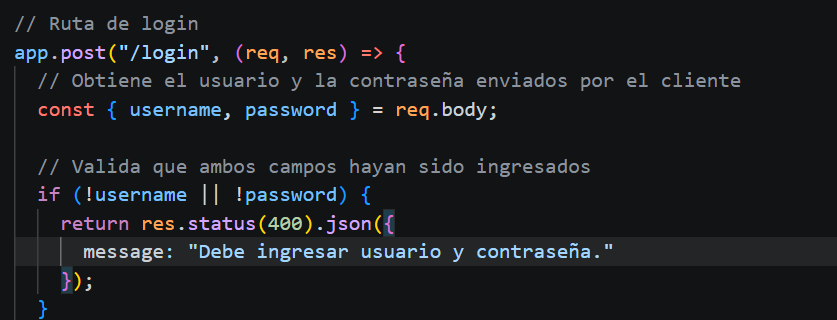 // Ruta de login
app.post("/login", (req, res) => {
// Obtiene el usuario y la contraseña enviados por el cliente
const { username, password } = req.body;
// Valida que ambos campos hayan sido ingresados
if (!username || !password) {
return res.status(400).json({
message: "Debe ingresar usuario y contraseña."
});
}